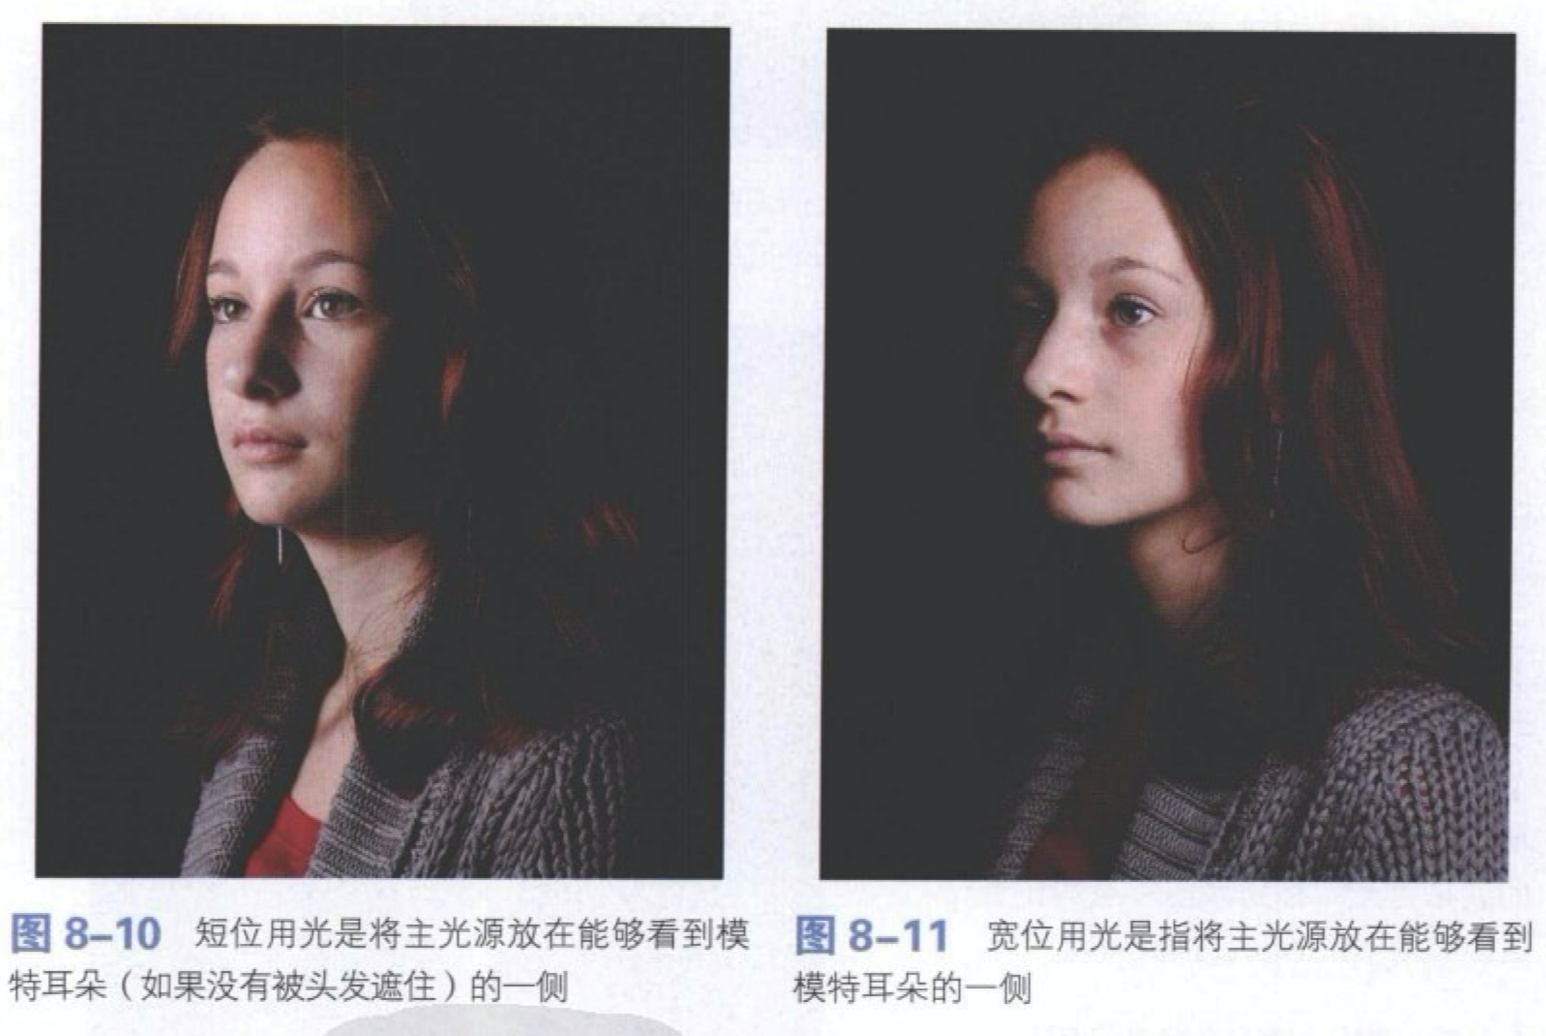 图 8–10 短位用光是将主光源放在能够看到模
特耳朵（如果没有被头发遮住）的一侧
图 8–11 宽位用光是指将主光源放在能够看到
模特耳朵的一侧